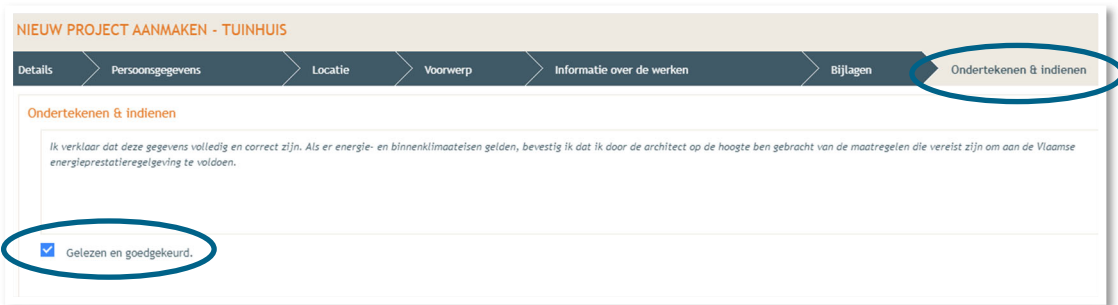 NIEUW PROJECT AANMAKEN - TUINHUIS
Details Persoonsgegevens Locatie Voorwerp Informatie over de werken Bijlagen Ondertekenen & indienen
Ondertekenen & indienen
Ik verklaar dat deze gegevens volledig en correct zijn. Als er energie- en binnenklimaateisen gelden, bevestig ik dat ik door de architect op de hoogte ben gebracht van de maatregelen die vereist zijn om aan de Vlaamse
energieprestatieregelgeving te voldoen.
Gelezen en goedgekeurd.